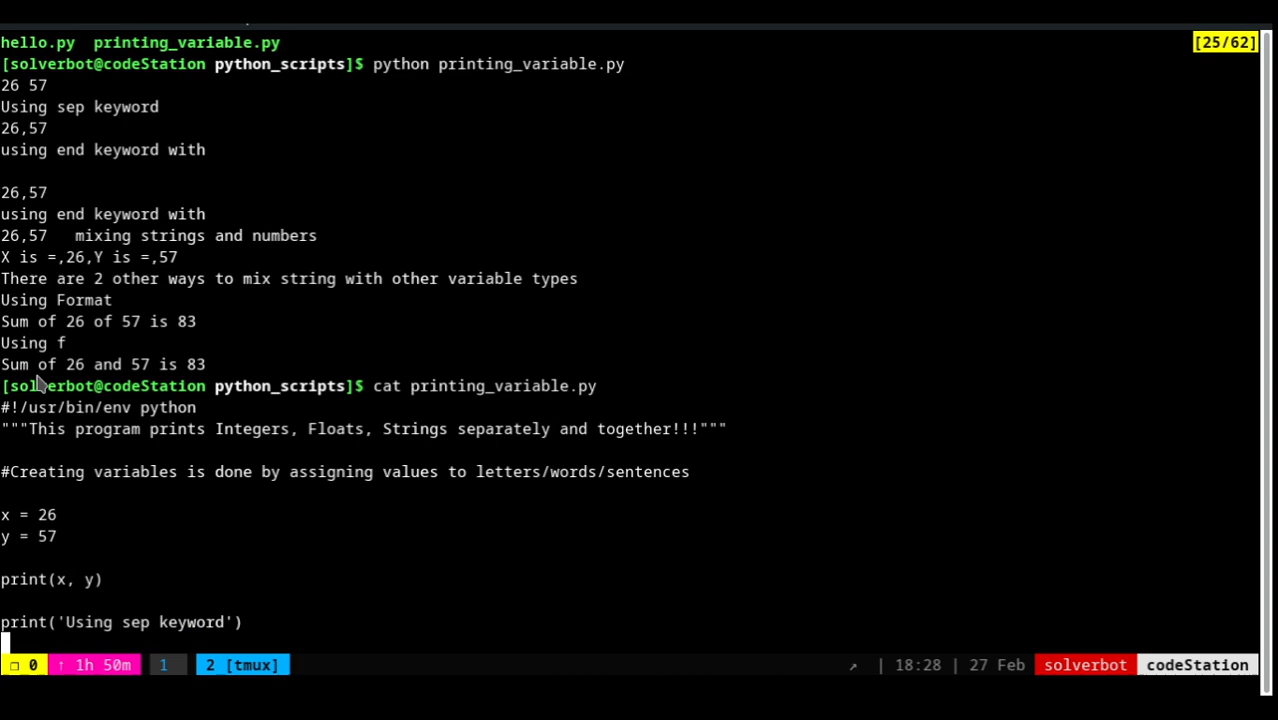 hello.py  printing_variable.py [25/62]
[solverbot@codeStation python_scripts]$ python printing_variable.py
26 57
Using sep keyword
26,57
using end keyword with

26,57
using end keyword with
26,57   mixing strings and numbers
X is =,26,Y is =,57
There are 2 other ways to mix string with other variable types
Using Format
Sum of 26 of 57 is 83
Using f
Sum of 26 and 57 is 83
[solverbot@codeStation python_scripts]$ cat printing_variable.py
#!/usr/bin/env python
"""This program prints Integers, Floats, Strings separately and together!!!"""

#Creating variables is done by assigning values to letters/words/sentences

x = 26
y = 57

print(x, y)

print('Using sep keyword')
❐ 0 ↑ 1h 50m 1 2 [tmux] ↗ | 18:28 | 27 Feb solverbot codeStation